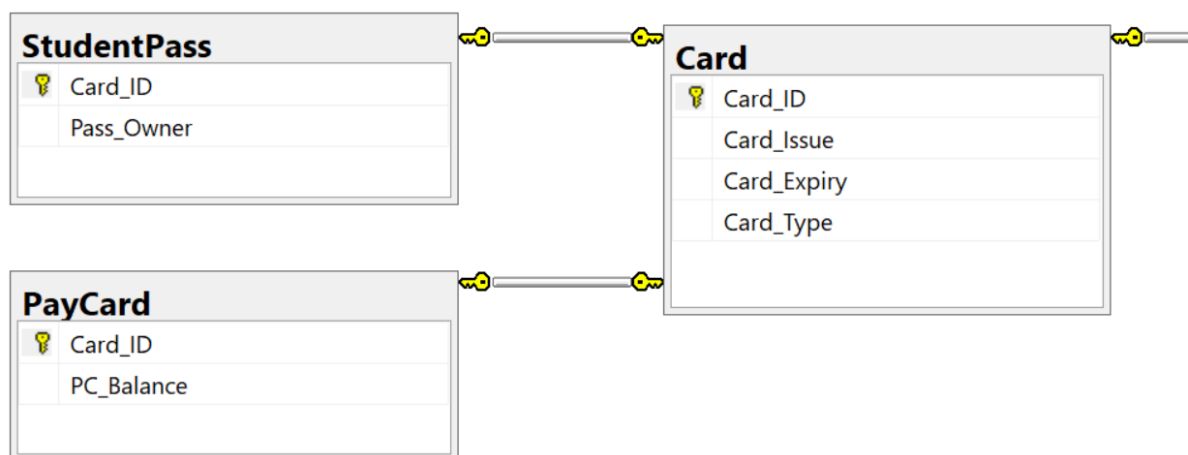 StudentPass
Card_ID
Pass_Owner
Card
Card_ID
Card_Issue
Card_Expiry
Card_Type
PayCard
Card_ID
PC_Balance